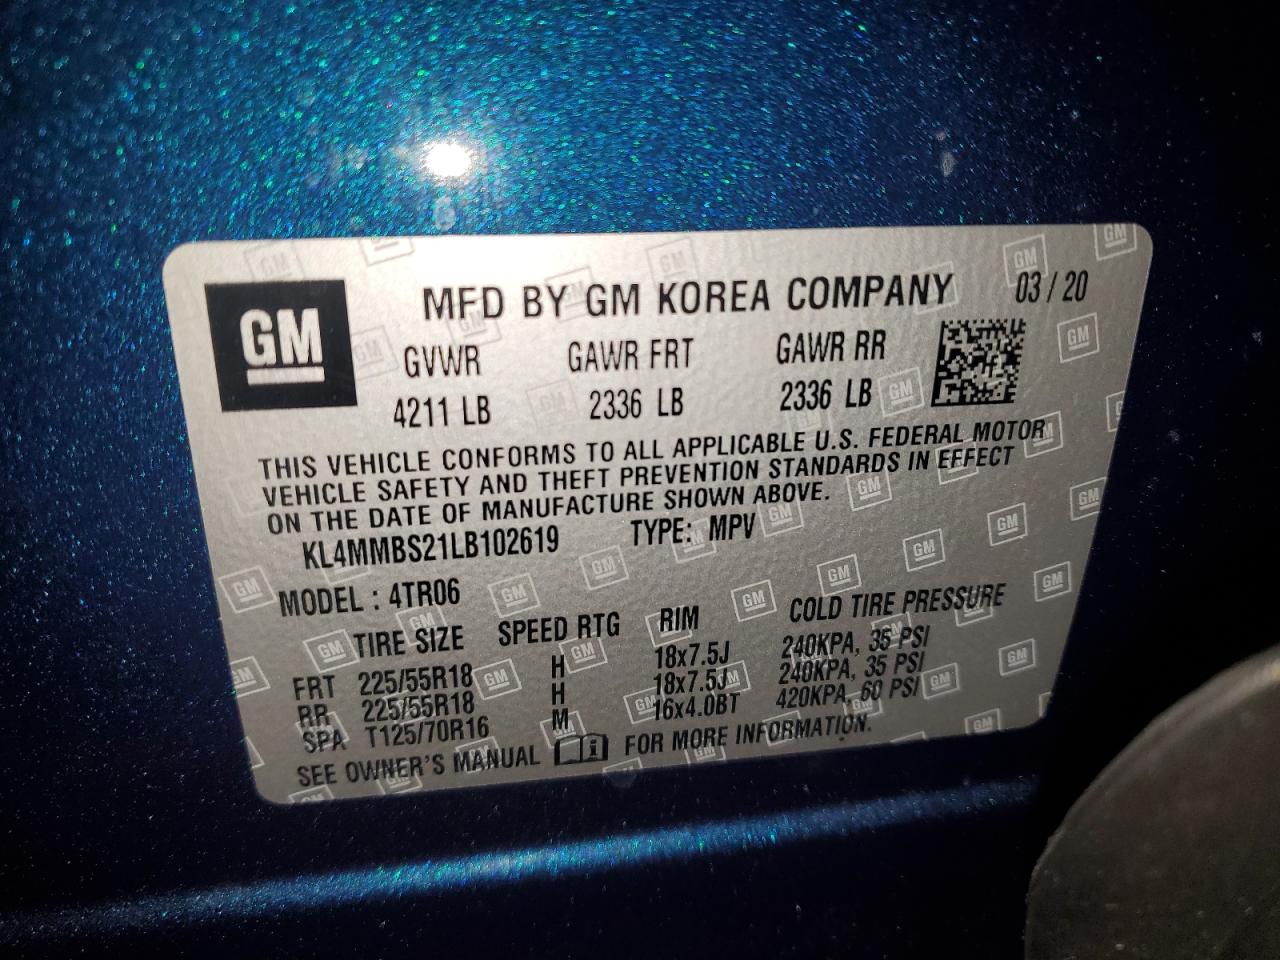 GM
MFD BY GM KOREA COMPANY 03/20
GVWR GAWR FRT GAWR RR
4211 LB 2336 LB 2336 LB
THIS VEHICLE CONFORMS TO ALL APPLICABLE U.S. FEDERAL MOTOR
VEHICLE SAFETY AND THEFT PREVENTION STANDARDS IN EFFECT
ON THE DATE OF MANUFACTURE SHOWN ABOVE.
KL4MMBS21LB102619 TYPE: MPV
MODEL : 4TR06
TIRE SIZE SPEED RTG RIM COLD TIRE PRESSURE
FRT 225/55R18 H 18x7.5J 240KPA, 35 PSI
RR 225/55R18 H 18x7.5J 240KPA, 35 PSI
SPA T125/70R16 M 16x4.0BT 420KPA, 60 PSI
SEE OWNER'S MANUAL FOR MORE INFORMATION.